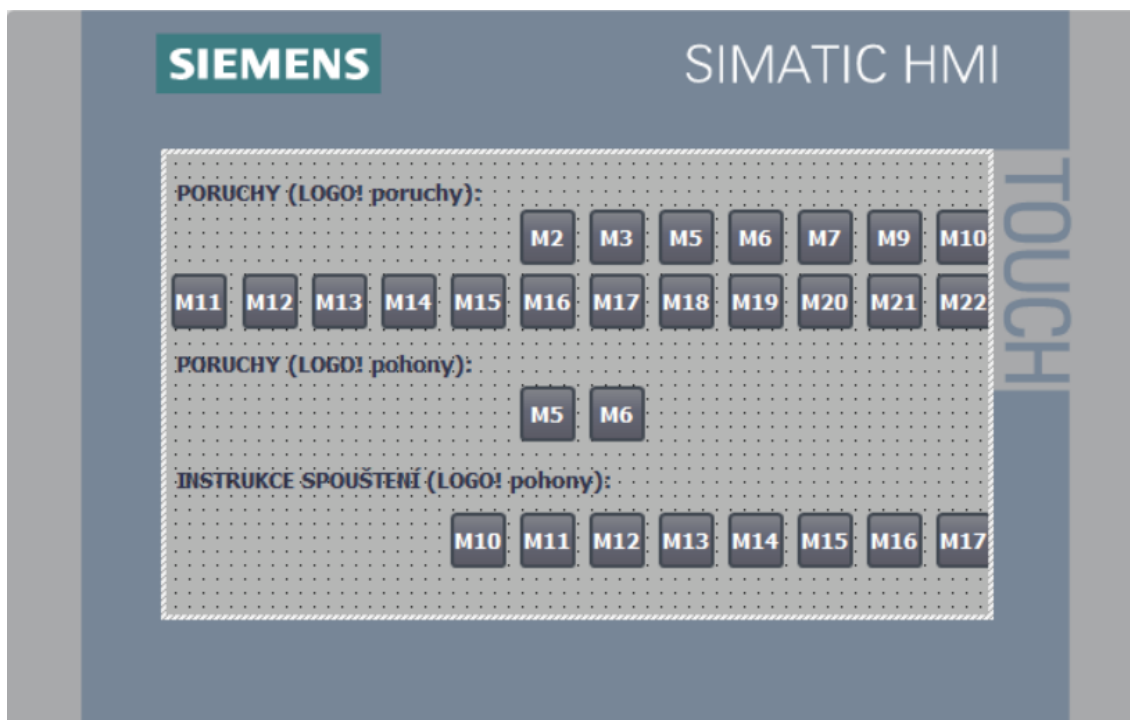 SIEMENS
SIMATIC HMI
TOUCH
PORUCHY (LOGO! poruchy):
M2 M3 M5 M6 M7 M9 M10
M11 M12 M13 M14 M15 M16 M17 M18 M19 M20 M21 M22
PORUCHY (LOGO! pohony):
M5 M6
INSTRUKCE SPOUŠTENÍ (LOGO! pohony):
M10 M11 M12 M13 M14 M15 M16 M17